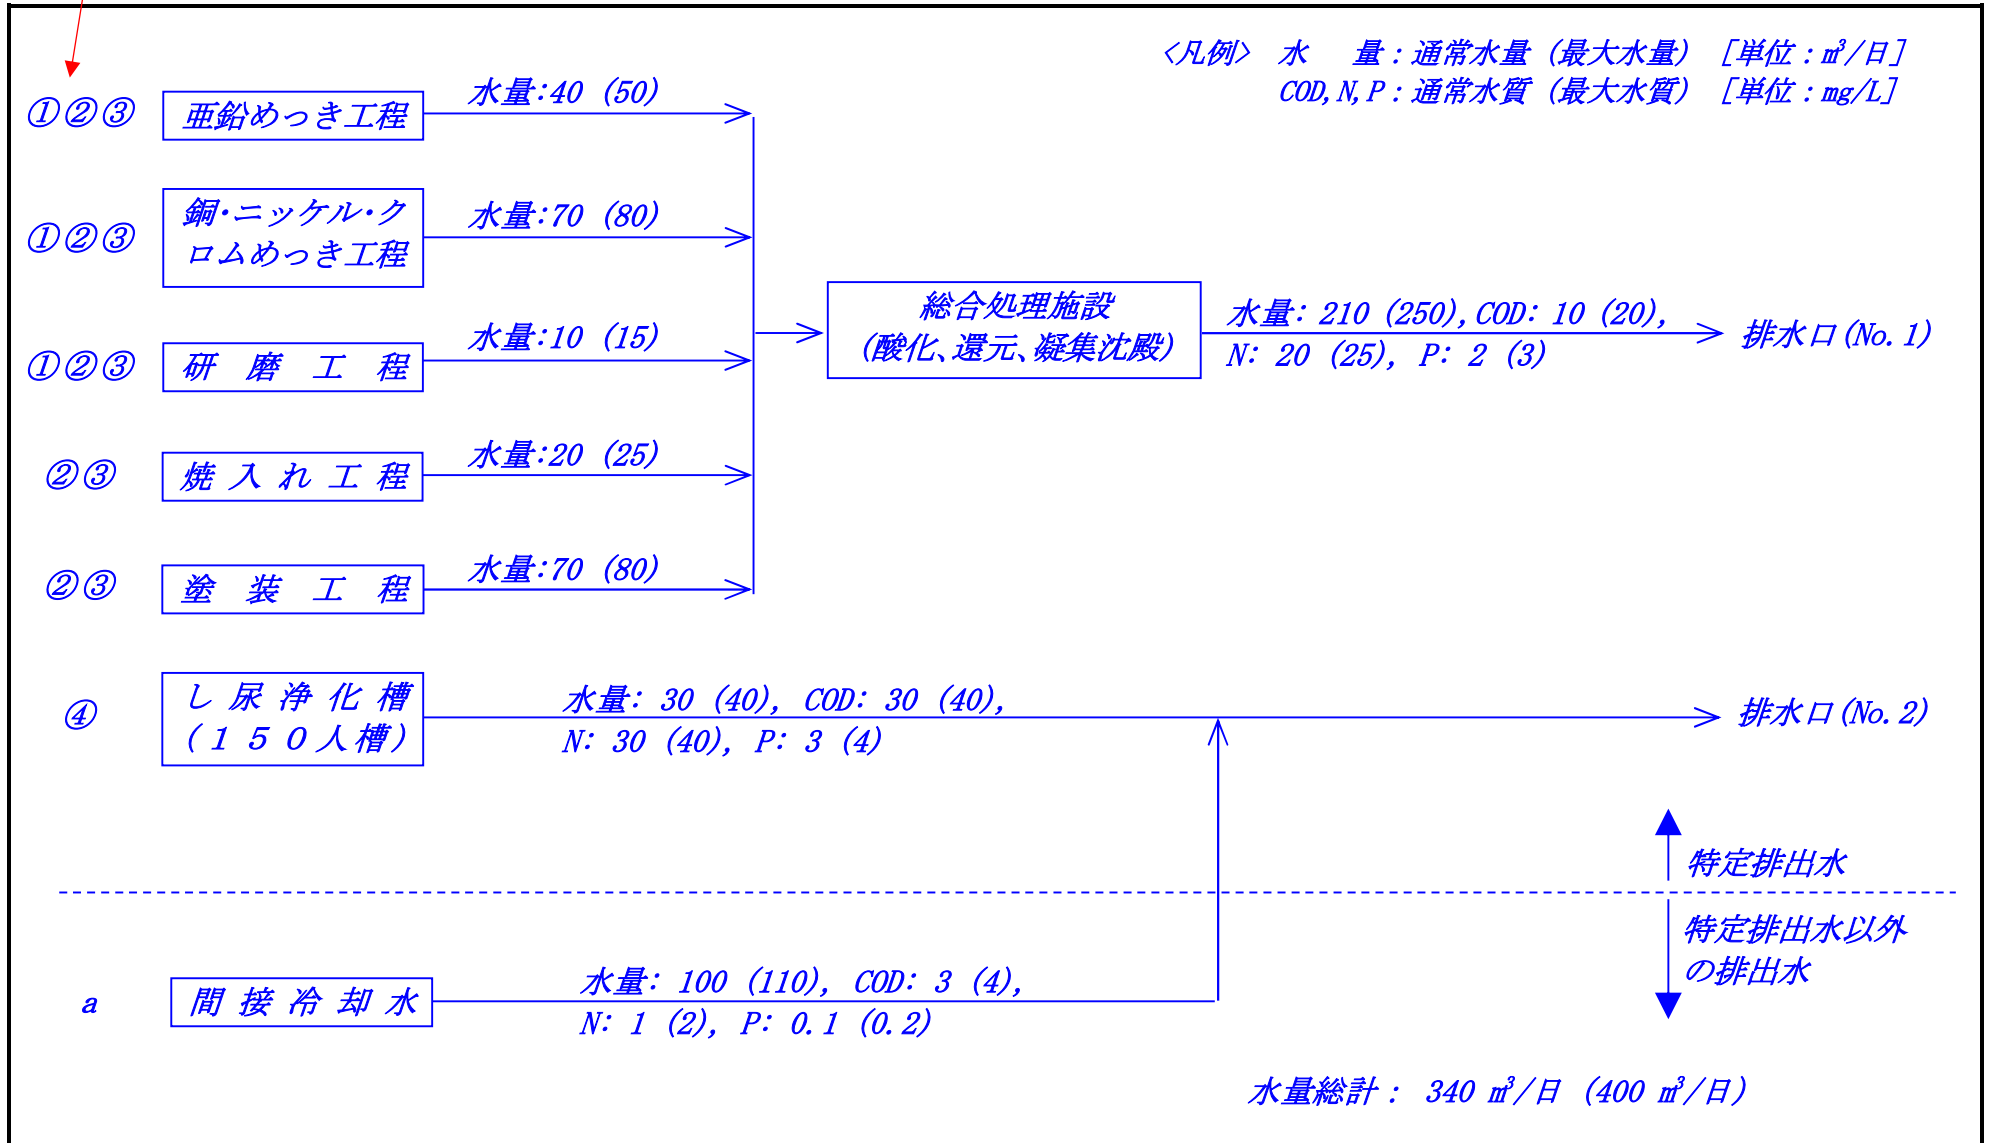 <凡例> 水　量：通常水量（最大水量）［単位：m³/日］
COD,N,P：通常水質（最大水質）［単位：mg/L］
①②③ 亜鉛めっき工程 水量:40 (50)
①②③ 銅･ニッケル･ク
ロムめっき工程 水量:70 (80)
①②③ 研磨工程 水量:10 (15)
②③ 焼入れ工程 水量:20 (25)
②③ 塗装工程 水量:70 (80)
総合処理施設
(酸化、還元、凝集沈殿)
水量: 210 (250),COD: 10 (20),
N: 20 (25), P: 2 (3)
排水口(No.1)
④ し尿浄化槽
(１５０人槽)
水量: 30 (40), COD: 30 (40),
N: 30 (40), P: 3 (4)
排水口(No.2)
特定排出水
特定排出水以外
の排出水
a 間接冷却水
水量: 100 (110), COD: 3 (4),
N: 1 (2), P: 0.1 (0.2)
水量総計： 340 m³/日 (400 m³/日)